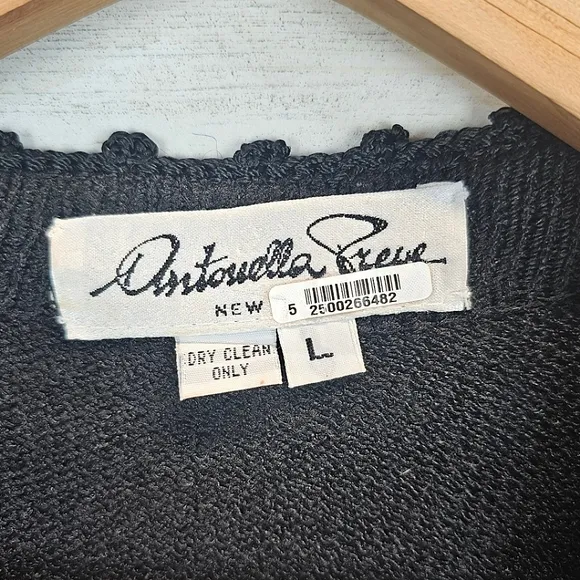 Antonella Preve
NEW
5 2500266482
DRY CLEAN
ONLY
L